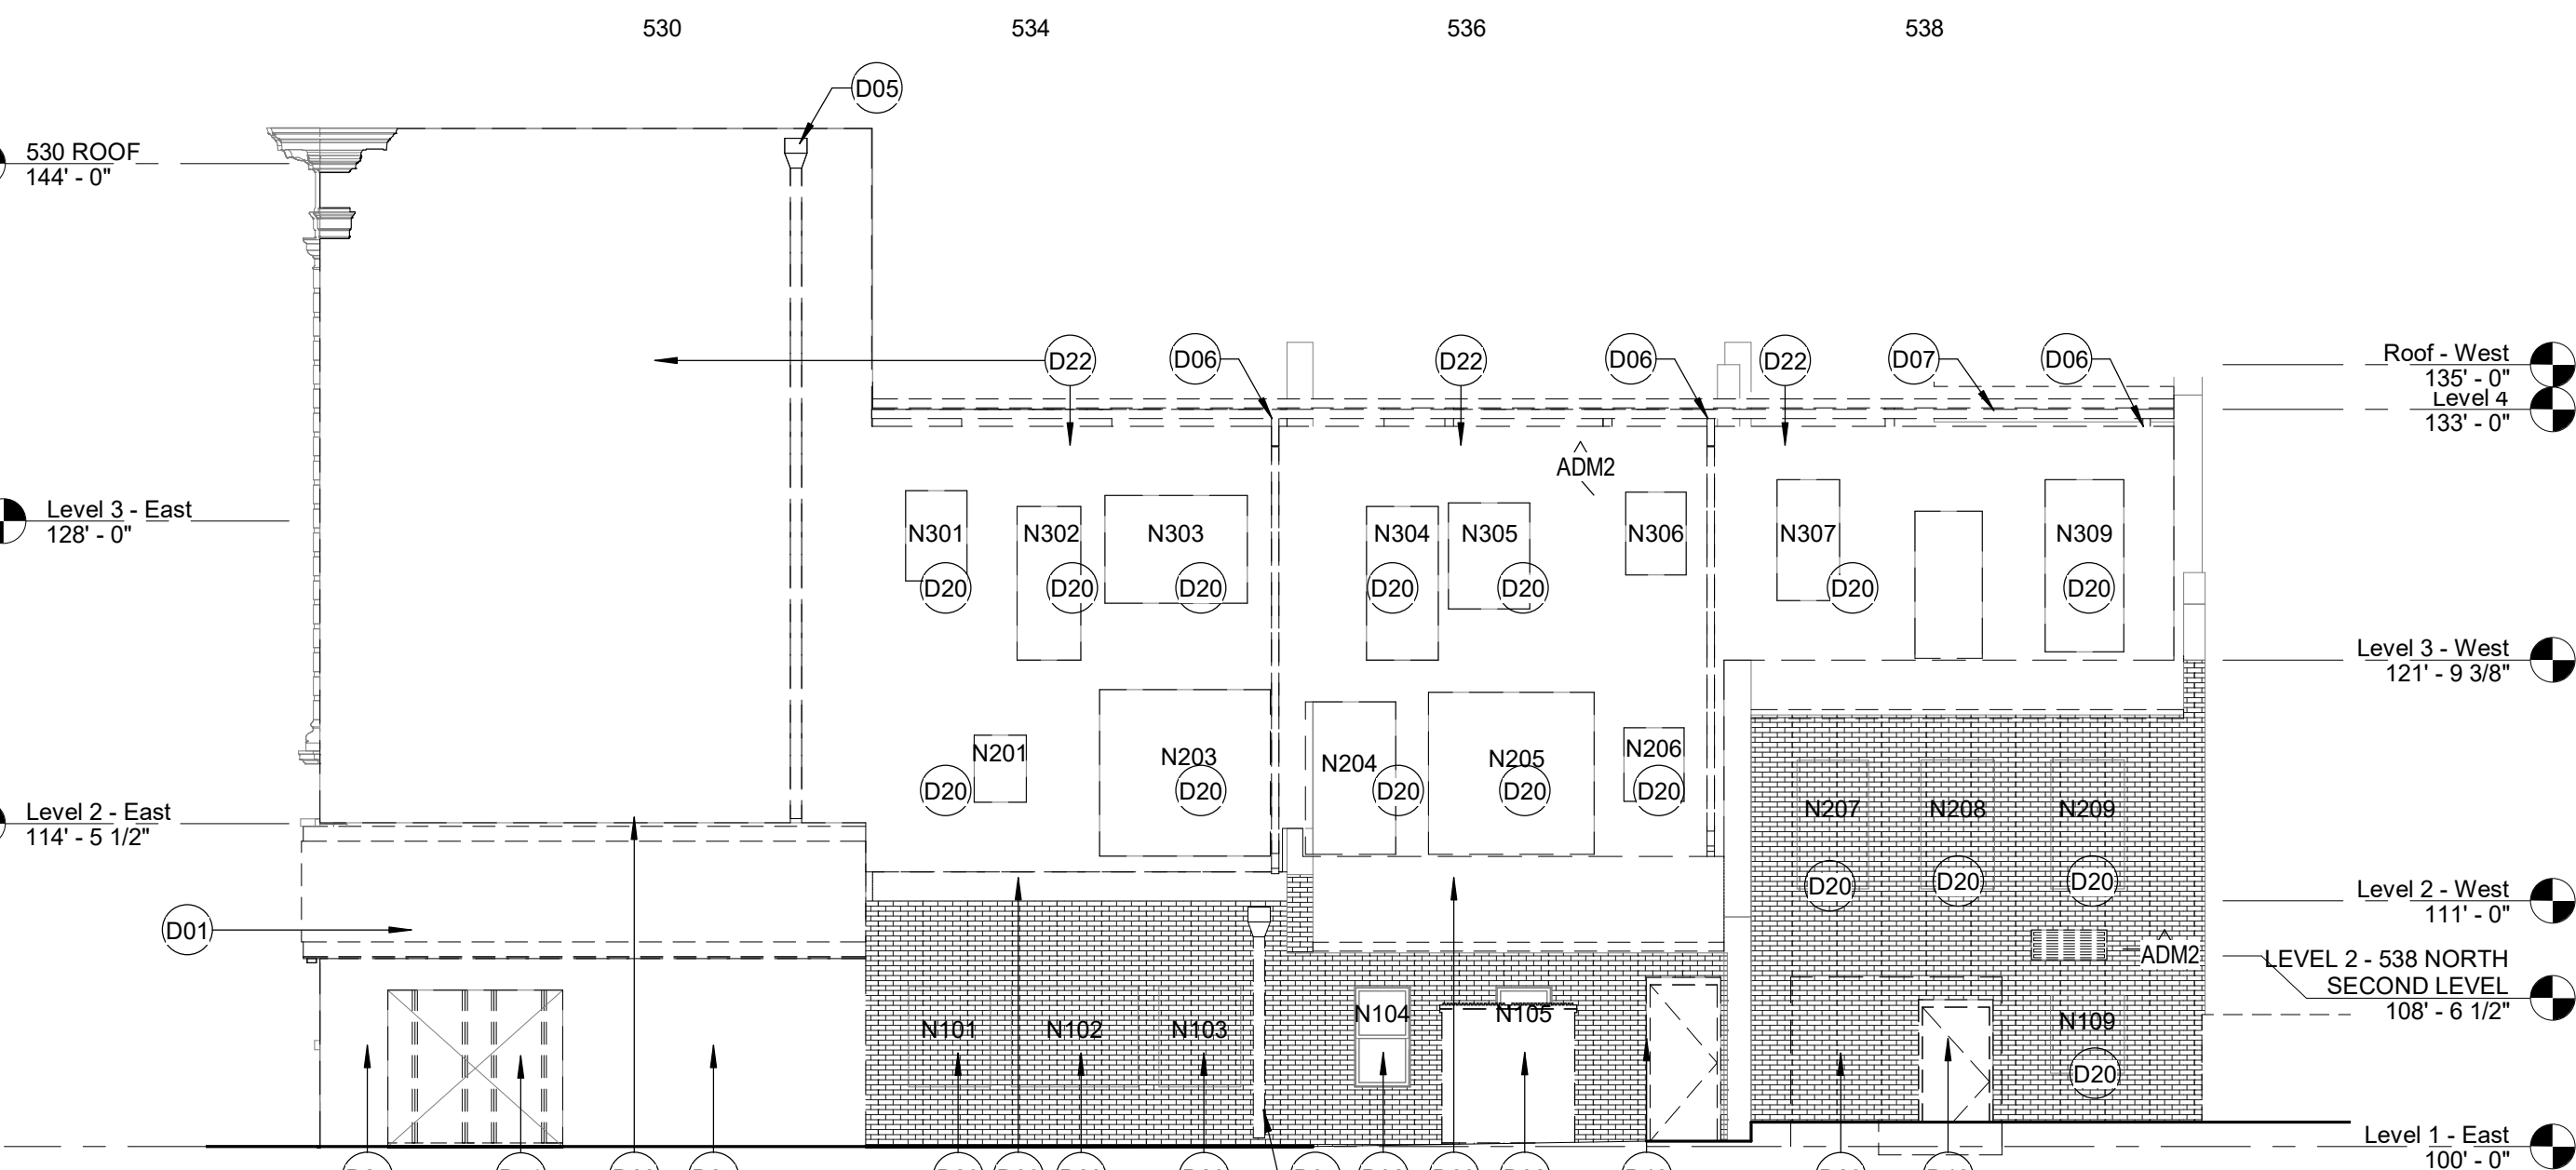 530 534 536 538
D05
530 ROOF
144' - 0"
D22 D06 D22 D06 D22 D07 D06
Roof - West
135' - 0"
Level 4
133' - 0"
ADM2
Level 3 - East
128' - 0"
N301 N302 N303 N304 N305 N306 N307 N309
D20 D20 D20 D20 D20 D20 D20
Level 3 - West
121' - 9 3/8"
N201 N203 N204 N205 N206
D20 D20 D20 D20 D20
Level 2 - East
114' - 5 1/2"
N207 N208 N209
D20 D20 D20
Level 2 - West
111' - 0"
D01
ADM2
LEVEL 2 - 538 NORTH
SECOND LEVEL
108' - 6 1/2"
N101 N102 N103 N104 N105 N109
D20
Level 1 - East
100' - 0"